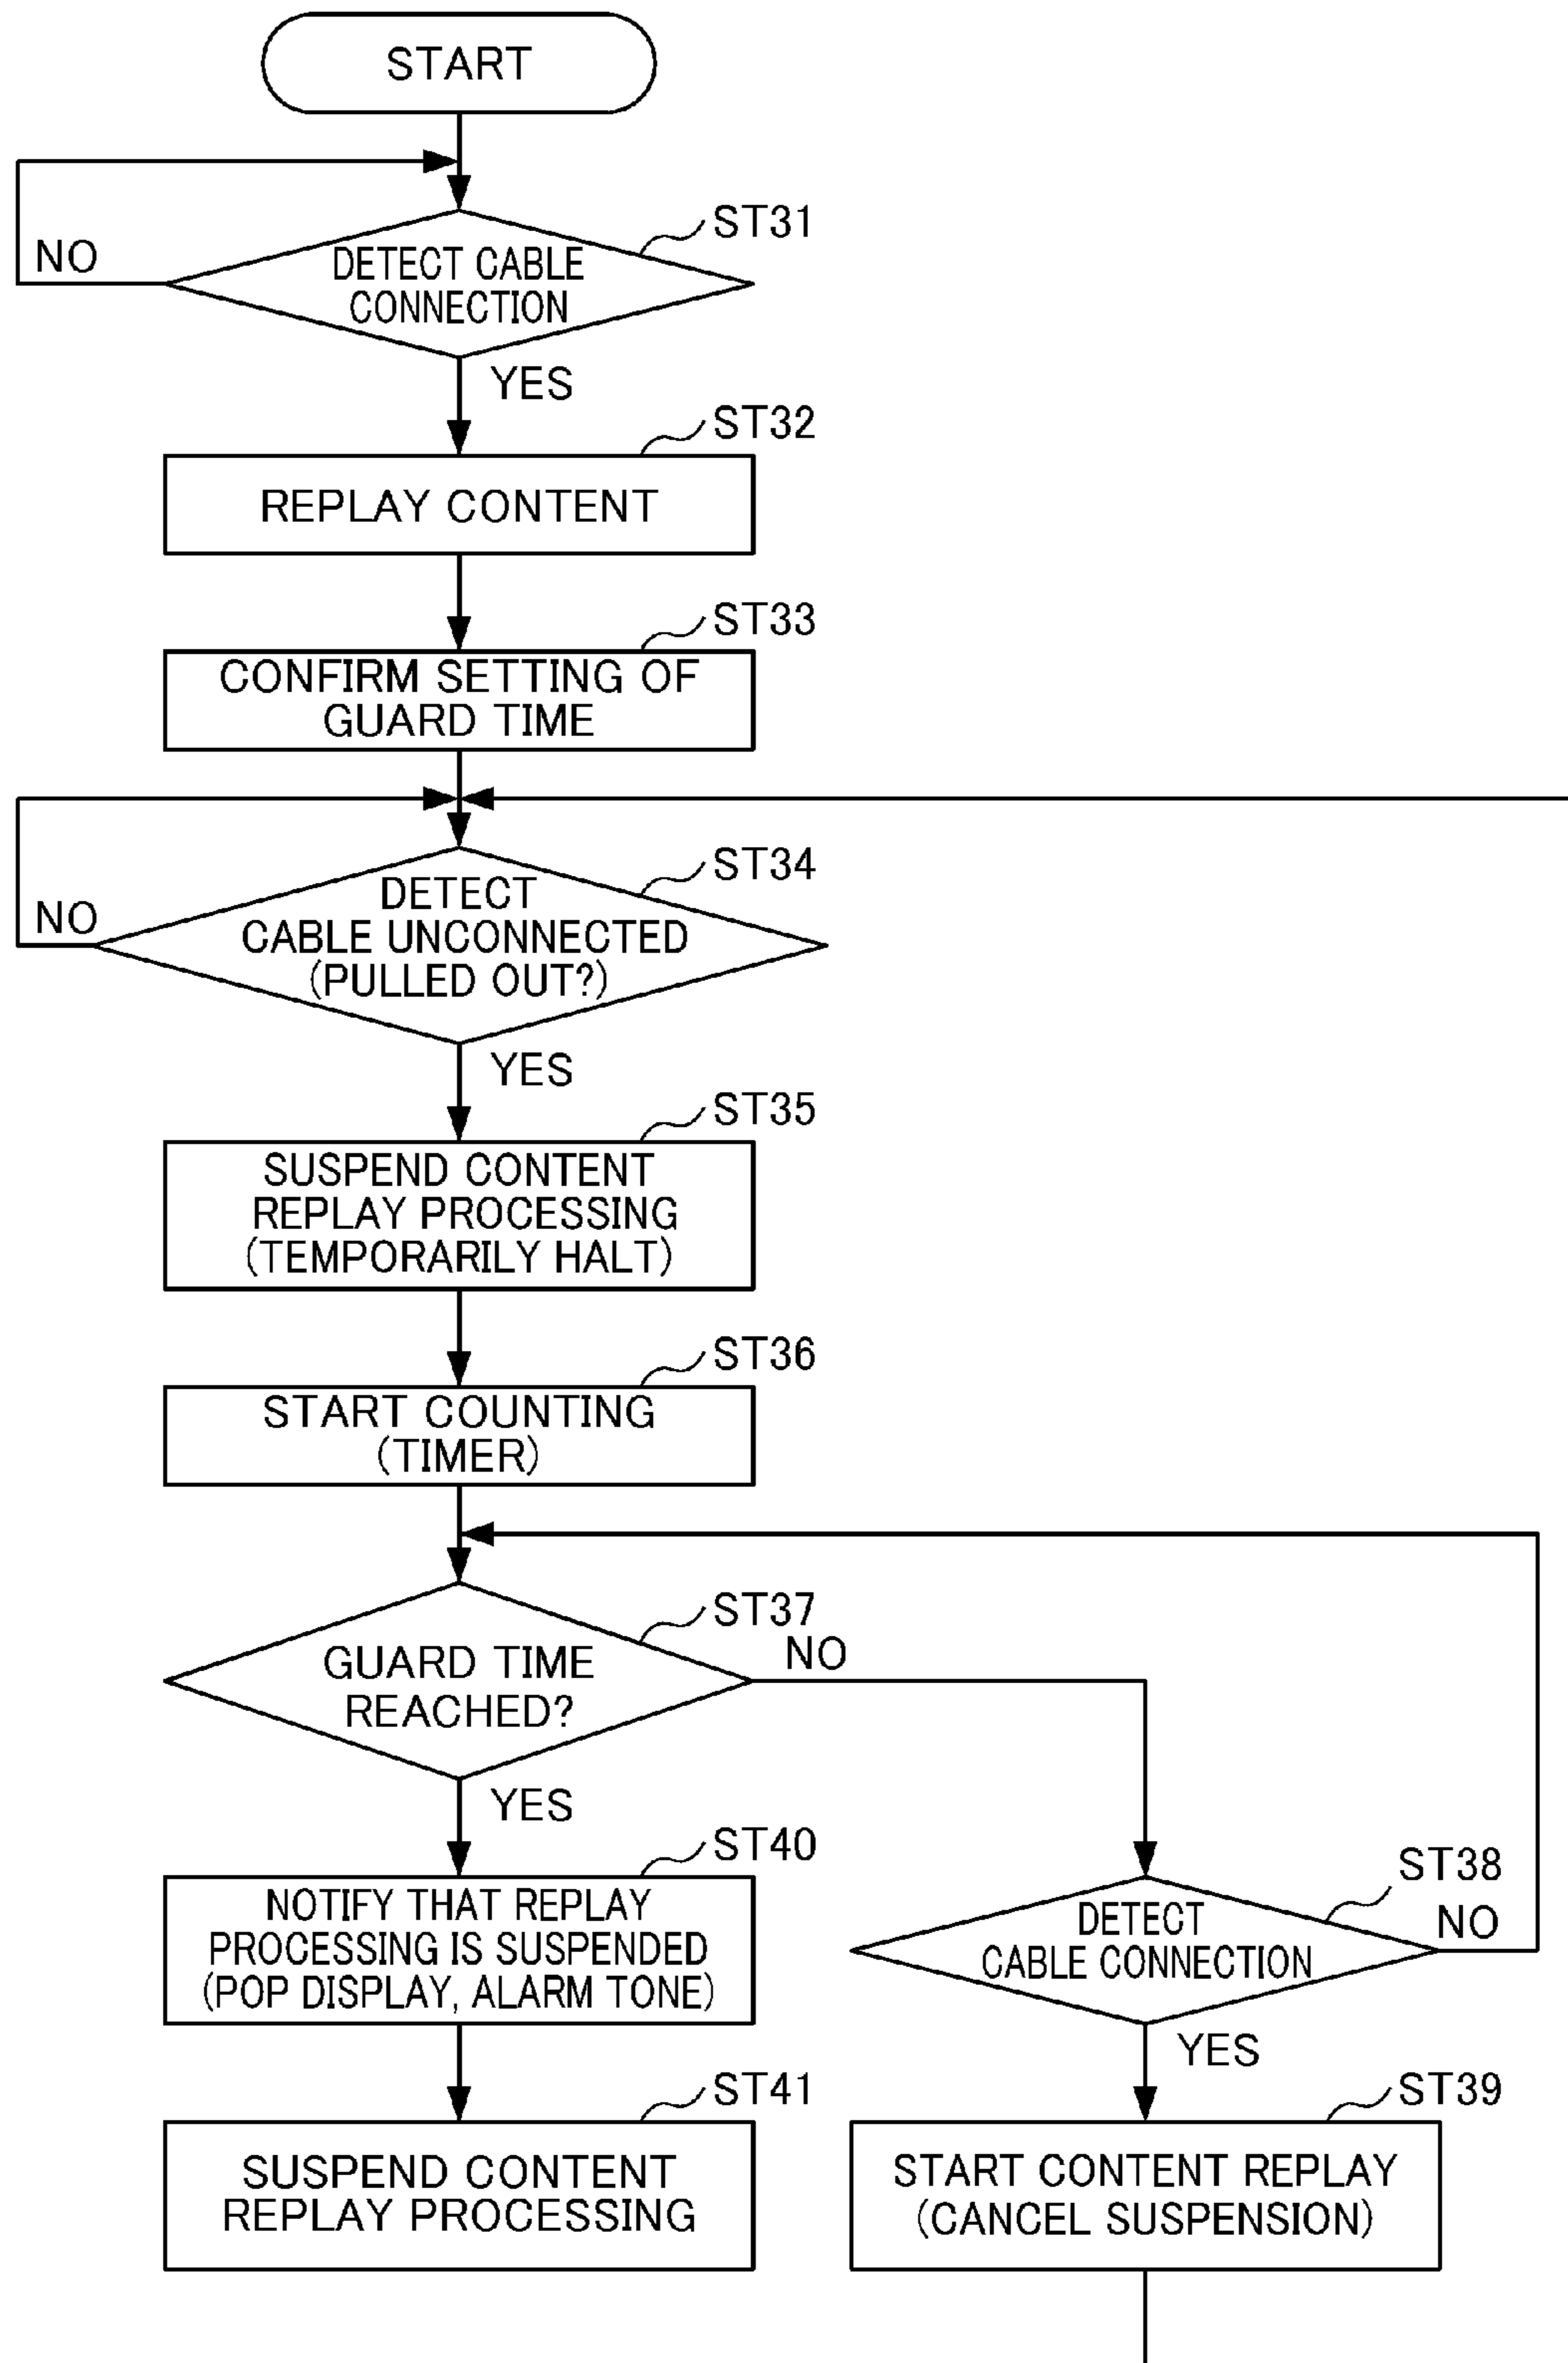 START
ST31
NO
DETECT CABLE
CONNECTION
YES
ST32
REPLAY CONTENT
ST33
CONFIRM SETTING OF
GUARD TIME
ST34
NO
DETECT
CABLE UNCONNECTED
(PULLED OUT?)
YES
ST35
SUSPEND CONTENT
REPLAY PROCESSING
(TEMPORARILY HALT)
ST36
START COUNTING
(TIMER)
ST37
NO
GUARD TIME
REACHED?
YES
ST40
NOTIFY THAT REPLAY
PROCESSING IS SUSPENDED
(POP DISPLAY, ALARM TONE)
ST38
NO
DETECT
CABLE CONNECTION
YES
ST41
SUSPEND CONTENT
REPLAY PROCESSING
ST39
START CONTENT REPLAY
(CANCEL SUSPENSION)